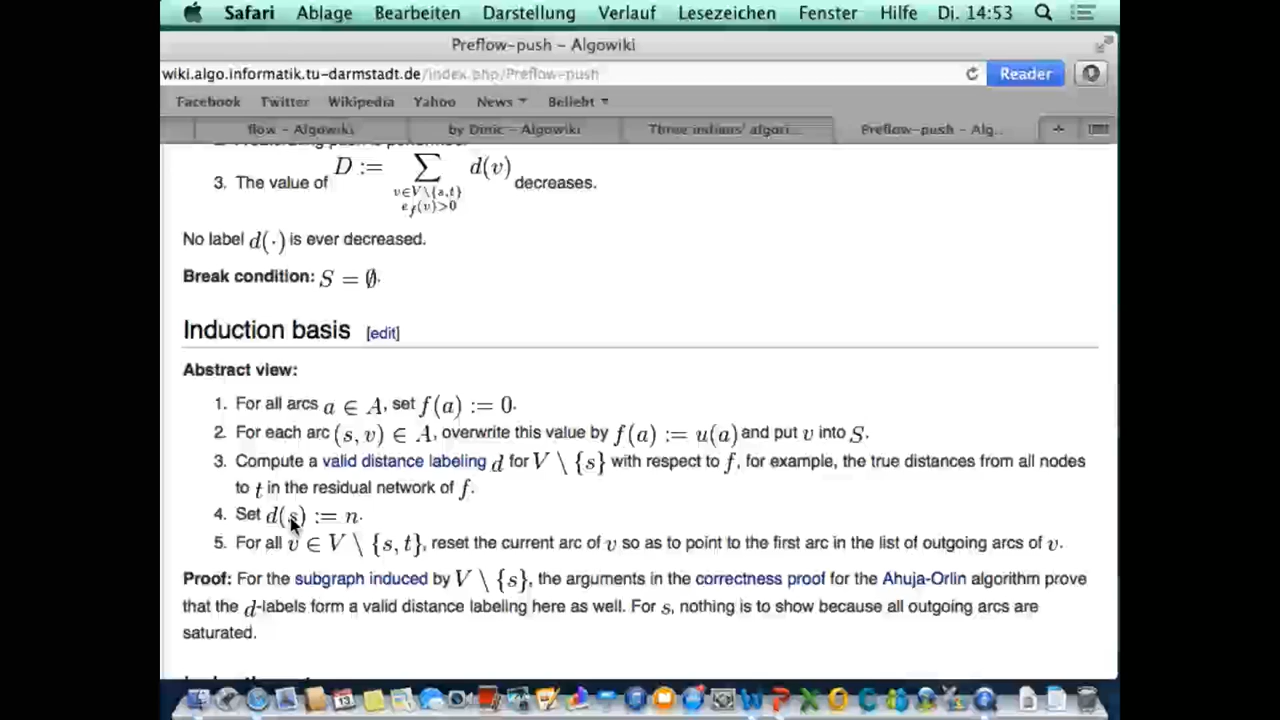 Safari Ablage Bearbeiten Darstellung Verlauf Lesezeichen Fenster Hilfe Di. 14:53
Preflow-push – Algowiki
wiki.algo.informatik.tu-darmstadt.de/index.php/Preflow-push Reader
Facebook Twitter Wikipedia Yahoo News Beliebt
flow – Algowiki by Dinic – Algowiki Three indians' algori... Preflow-push – Alg... +
3. The value of D := ∑_{v∈V\{s,t} e_f(v)>0} d(v) decreases.
No label d(·) is ever decreased.
Break condition: S = ∅.
Induction basis [edit]
Abstract view:
1. For all arcs a ∈ A, set f(a) := 0.
2. For each arc (s, v) ∈ A, overwrite this value by f(a) := u(a) and put v into S.
3. Compute a valid distance labeling d for V \ {s} with respect to f, for example, the true distances from all nodes
to t in the residual network of f.
4. Set d(s) := n.
5. For all v ∈ V \ {s, t}, reset the current arc of v so as to point to the first arc in the list of outgoing arcs of v.
Proof: For the subgraph induced by V \ {s}, the arguments in the correctness proof for the Ahuja-Orlin algorithm prove
that the d-labels form a valid distance labeling here as well. For s, nothing is to show because all outgoing arcs are
saturated.